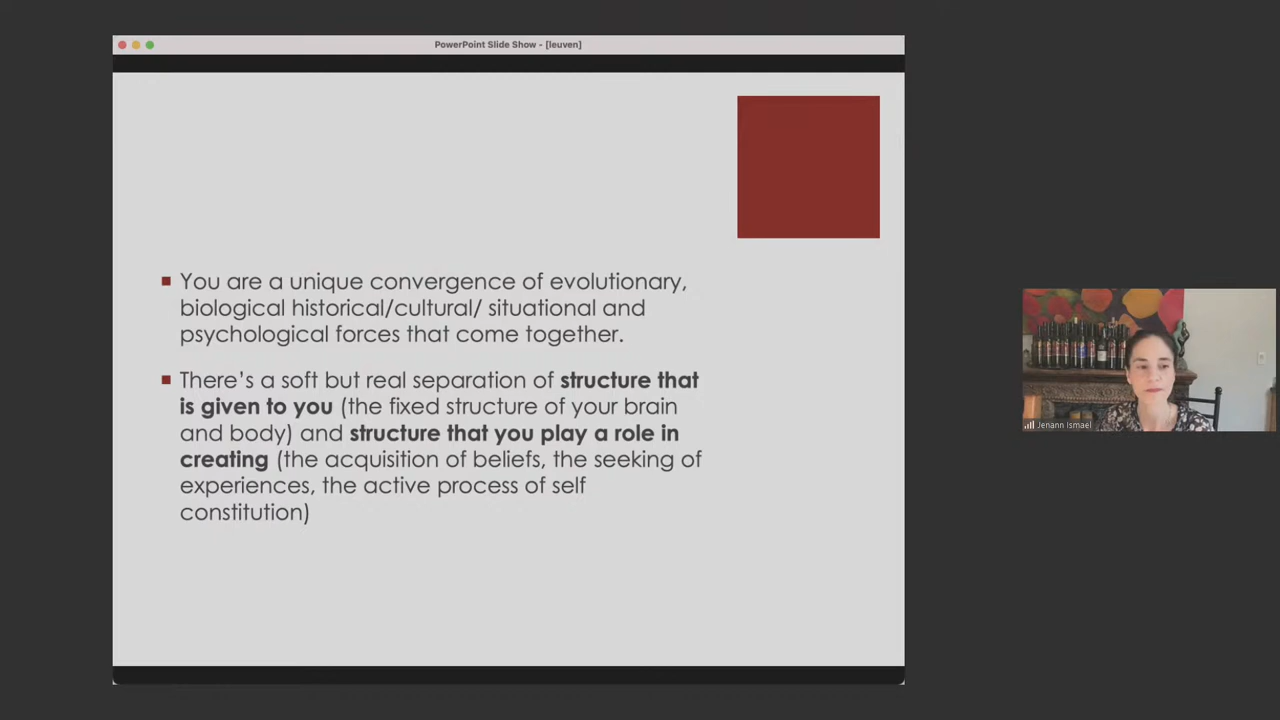 PowerPoint Slide Show - [leuven]
You are a unique convergence of evolutionary,
biological historical/cultural/ situational and
psychological forces that come together.
There's a soft but real separation of structure that
is given to you (the fixed structure of your brain
and body) and structure that you play a role in
creating (the acquisition of beliefs, the seeking of
experiences, the active process of self
constitution)
Jenann Ismael